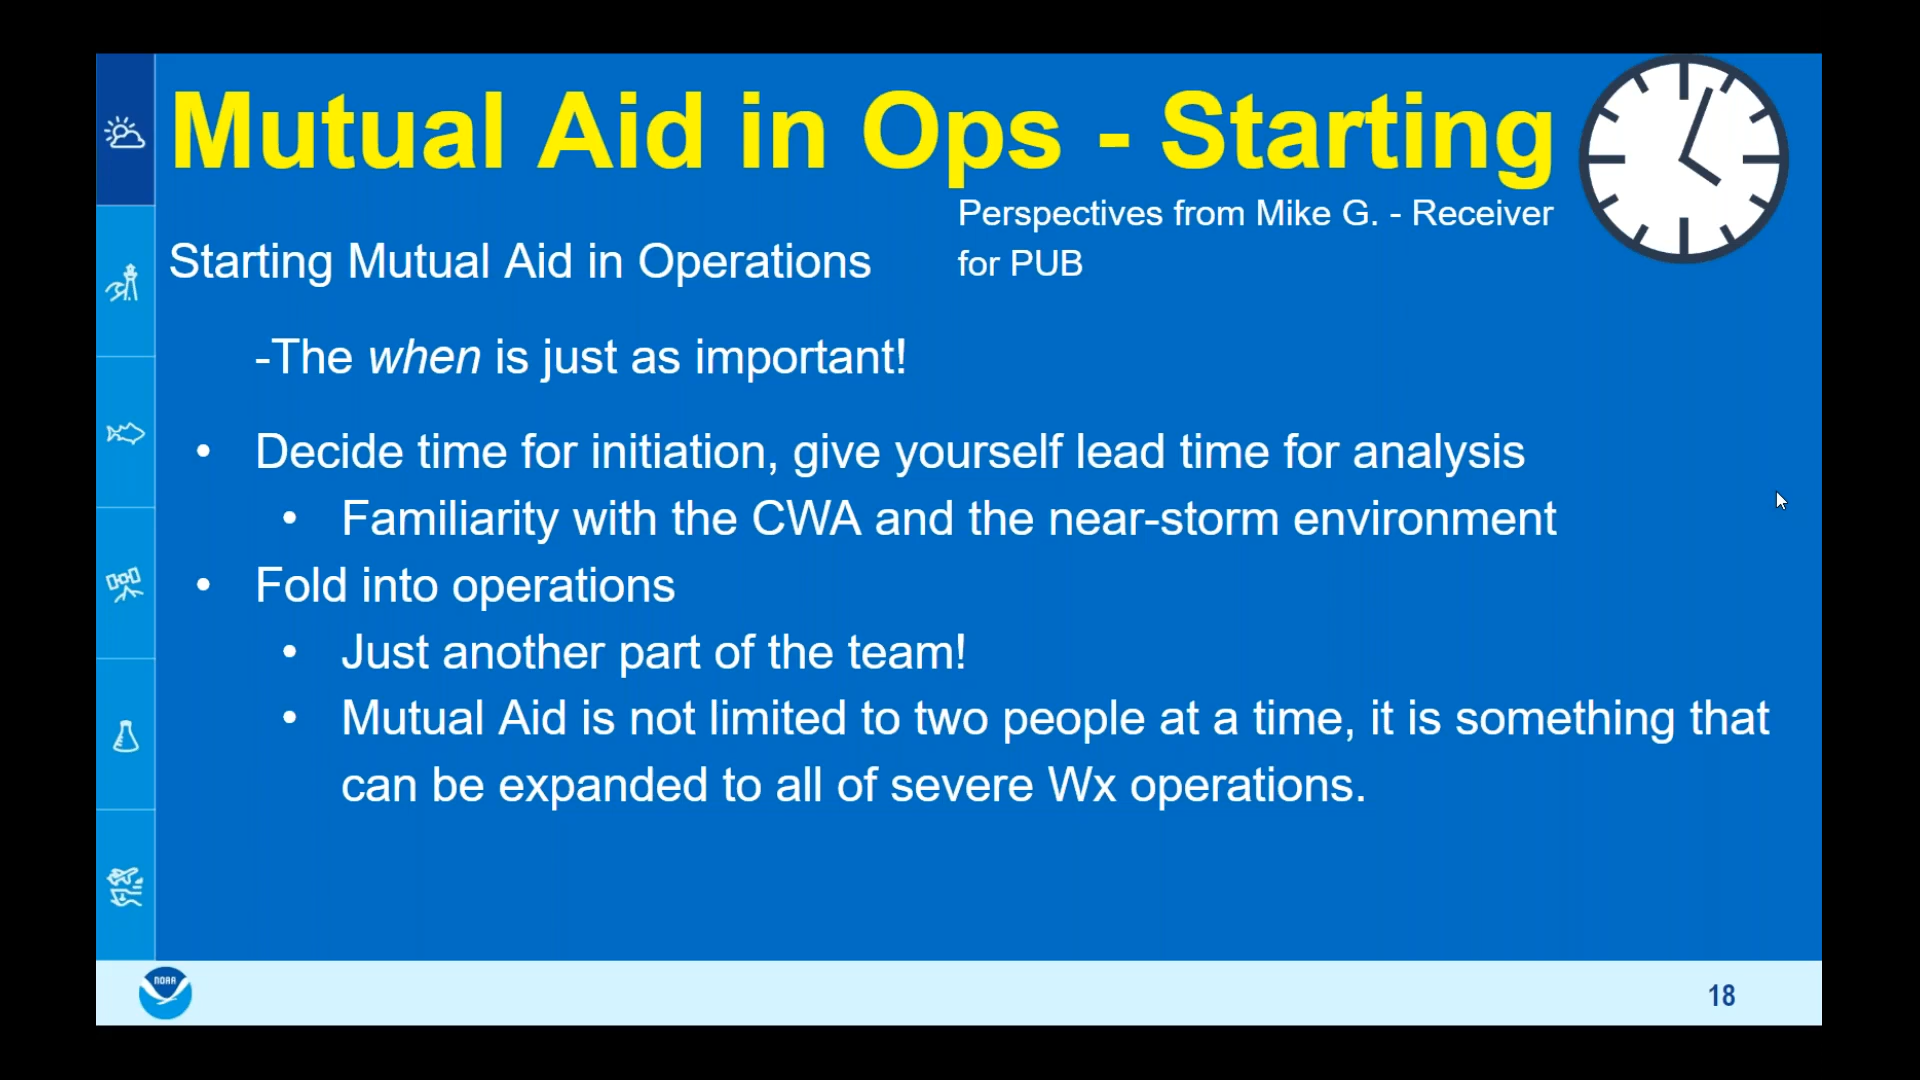 Mutual Aid in Ops - Starting
Perspectives from Mike G. - Receiver
for PUB
Starting Mutual Aid in Operations
-The when is just as important!
• Decide time for initiation, give yourself lead time for analysis
• Familiarity with the CWA and the near-storm environment
• Fold into operations
• Just another part of the team!
• Mutual Aid is not limited to two people at a time, it is something that
can be expanded to all of severe Wx operations.
NOAA
18